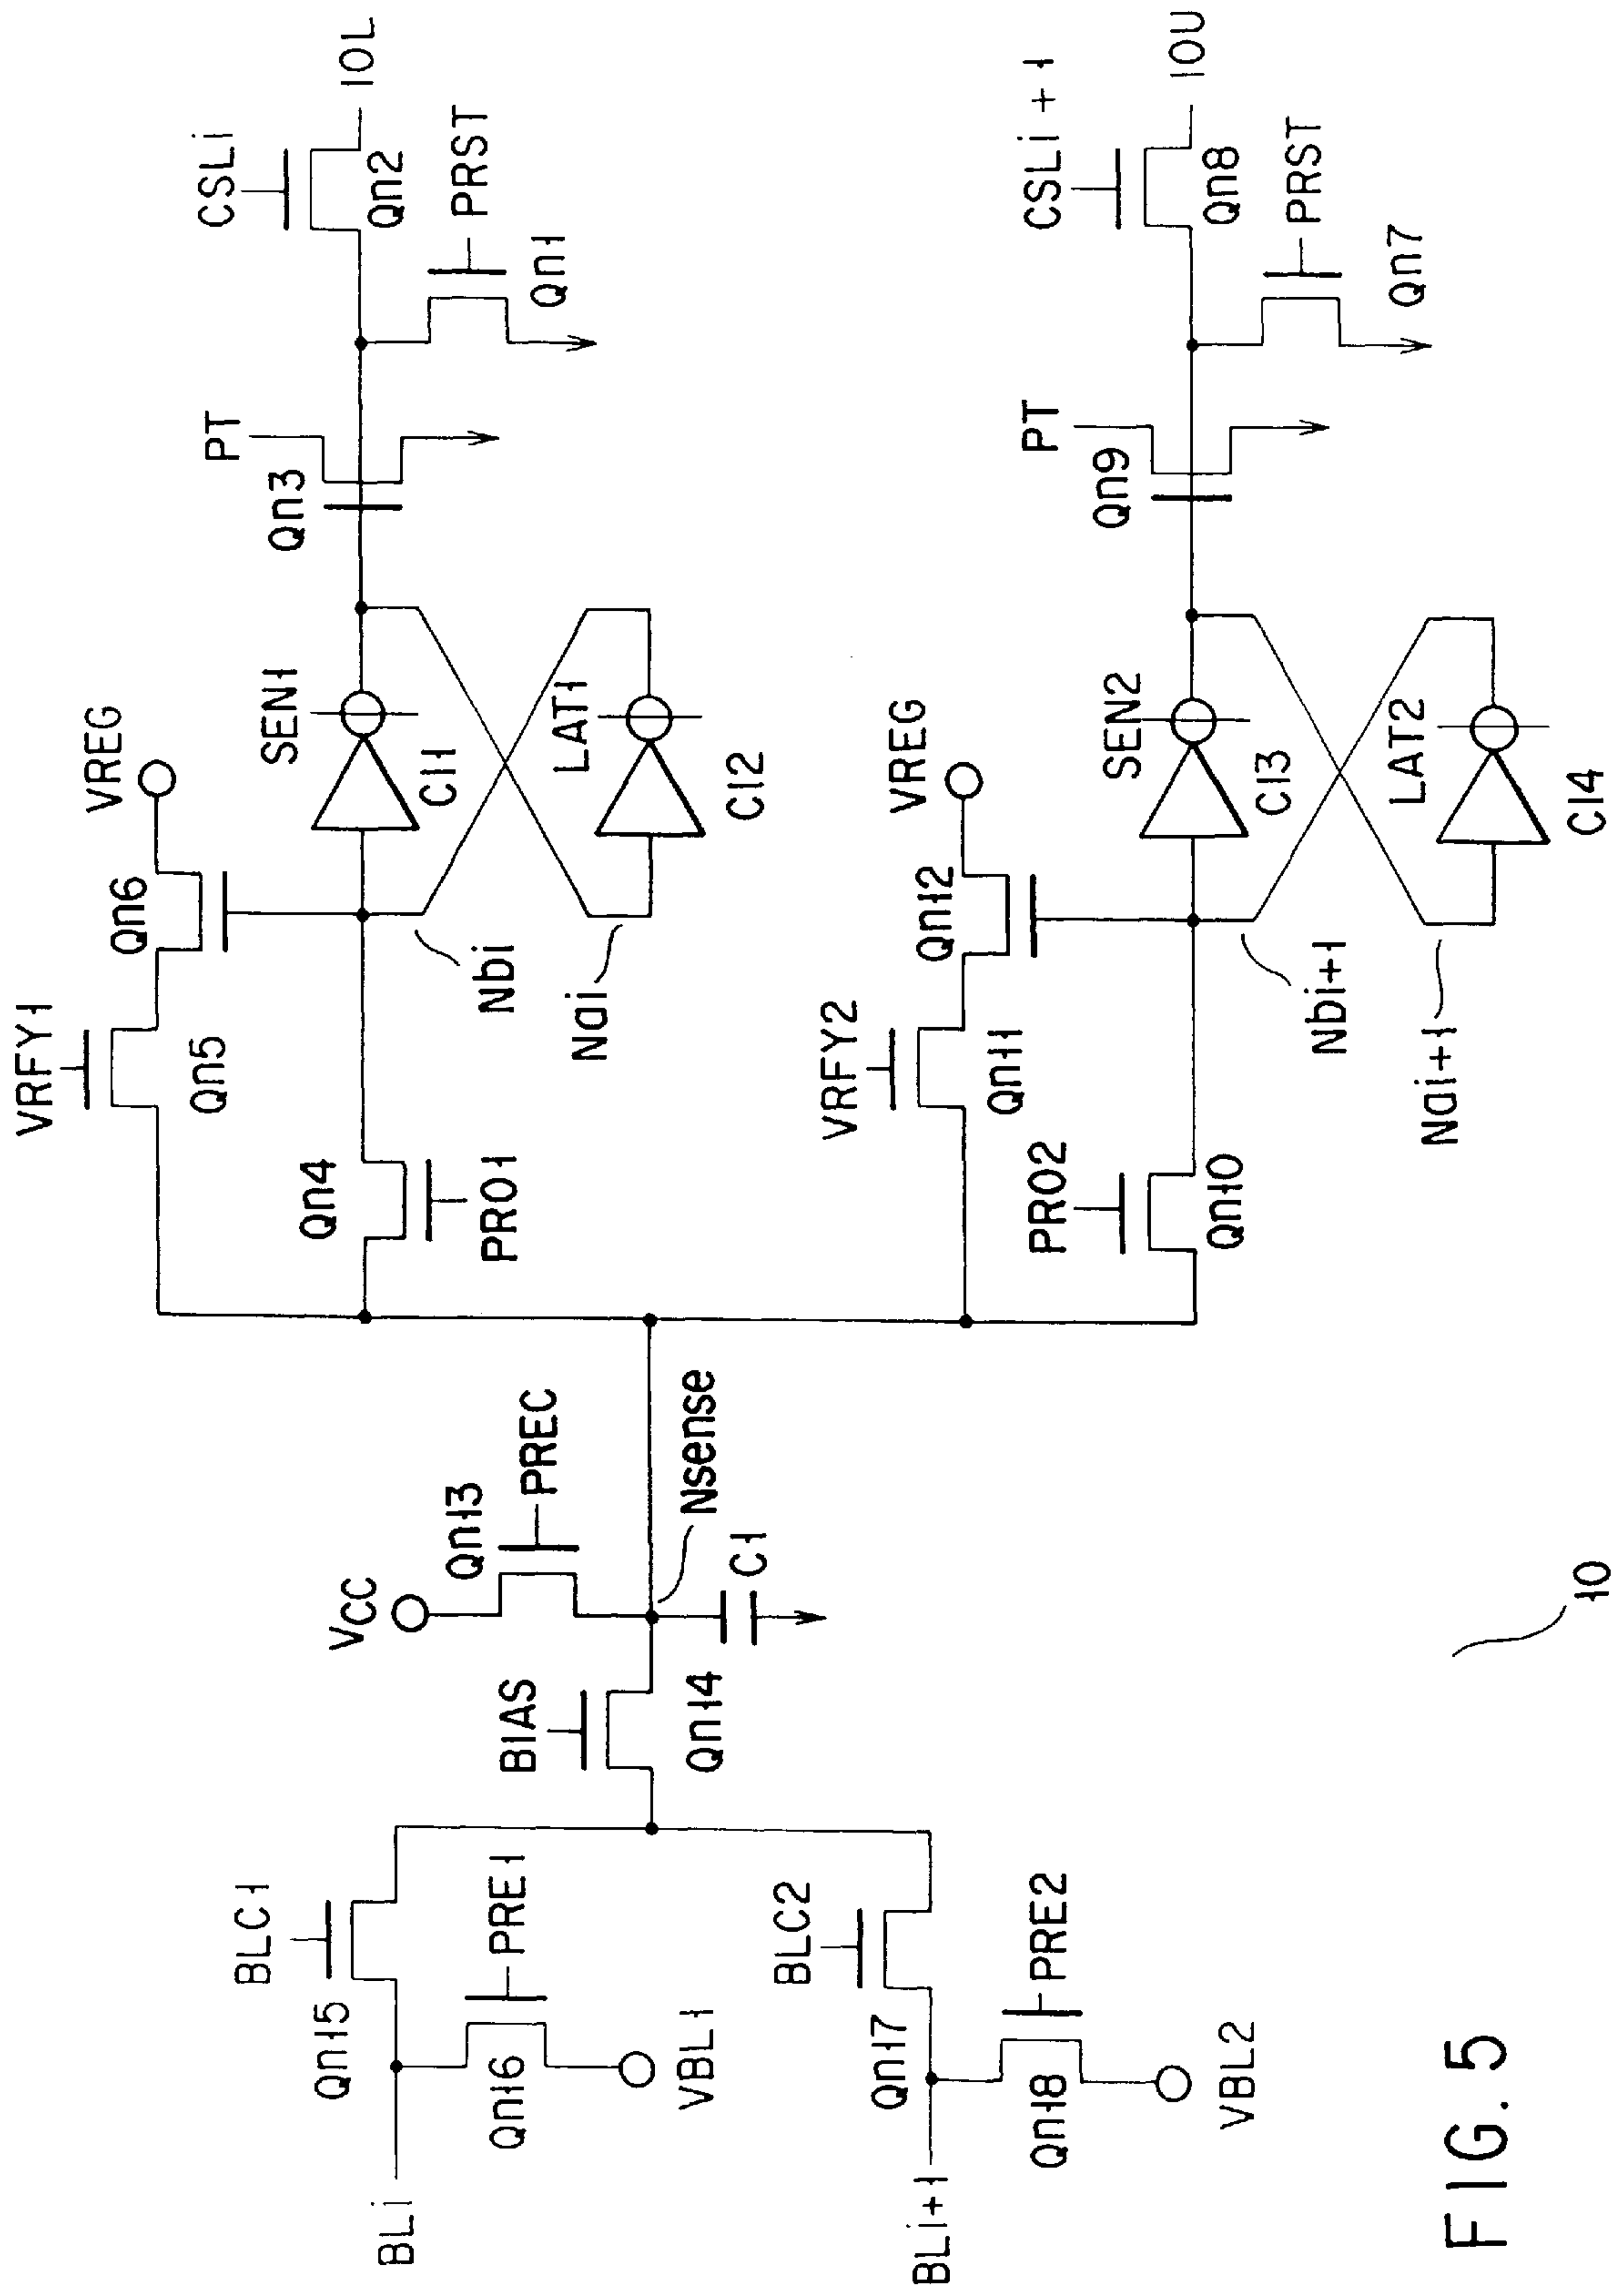 VRFY1
VREG
Qn6
Qn5
CSLi
PT
SEN1
Qn3
Qn2
IOL
Qn4
PRO1
CI1
Nbi
Nai
LAT1
CI2
Qn1
PRST
VCC
Qn13
PREC
Nsense
BIAS
Qn14
C1
BLC1
Qn15
PRE1
Qn16
VBL1
BLi
BLC2
Qn17
PRE2
Qn18
VBL2
BLi+1
VRFY2
VREG
Qn12
Qn11
CSLi+1
PT
SEN2
Qn9
Qn8
IOU
PRO2
Qn10
CI3
Nbi+1
Nai+1
LAT2
CI4
PRST
Qn7
10
FIG. 5